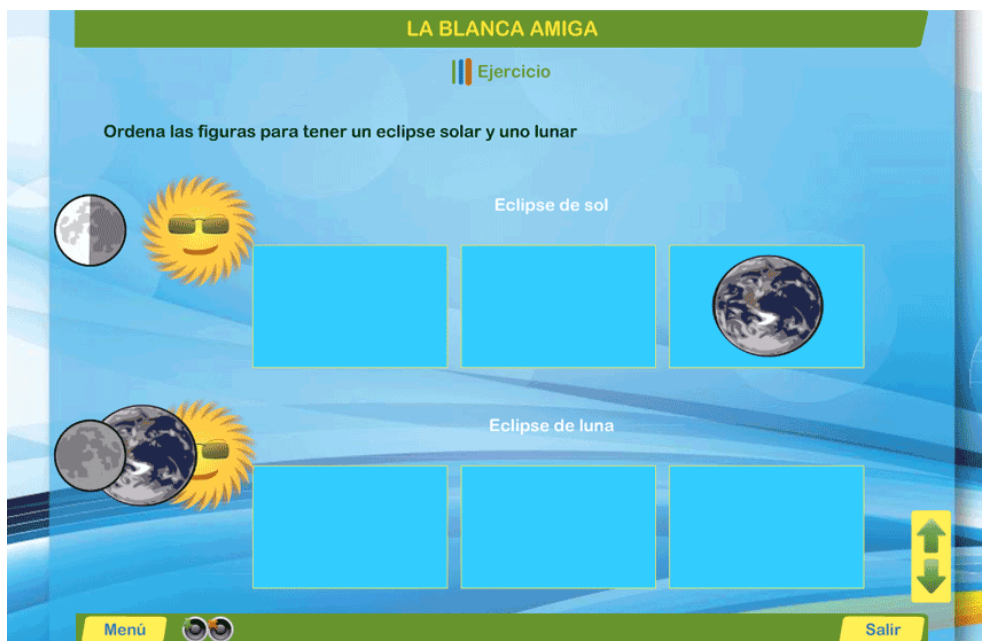 LA BLANCA AMIGA
Ejercicio
Ordena las figuras para tener un eclipse solar y uno lunar
Eclipse de sol
Eclipse de luna
Menú
Salir